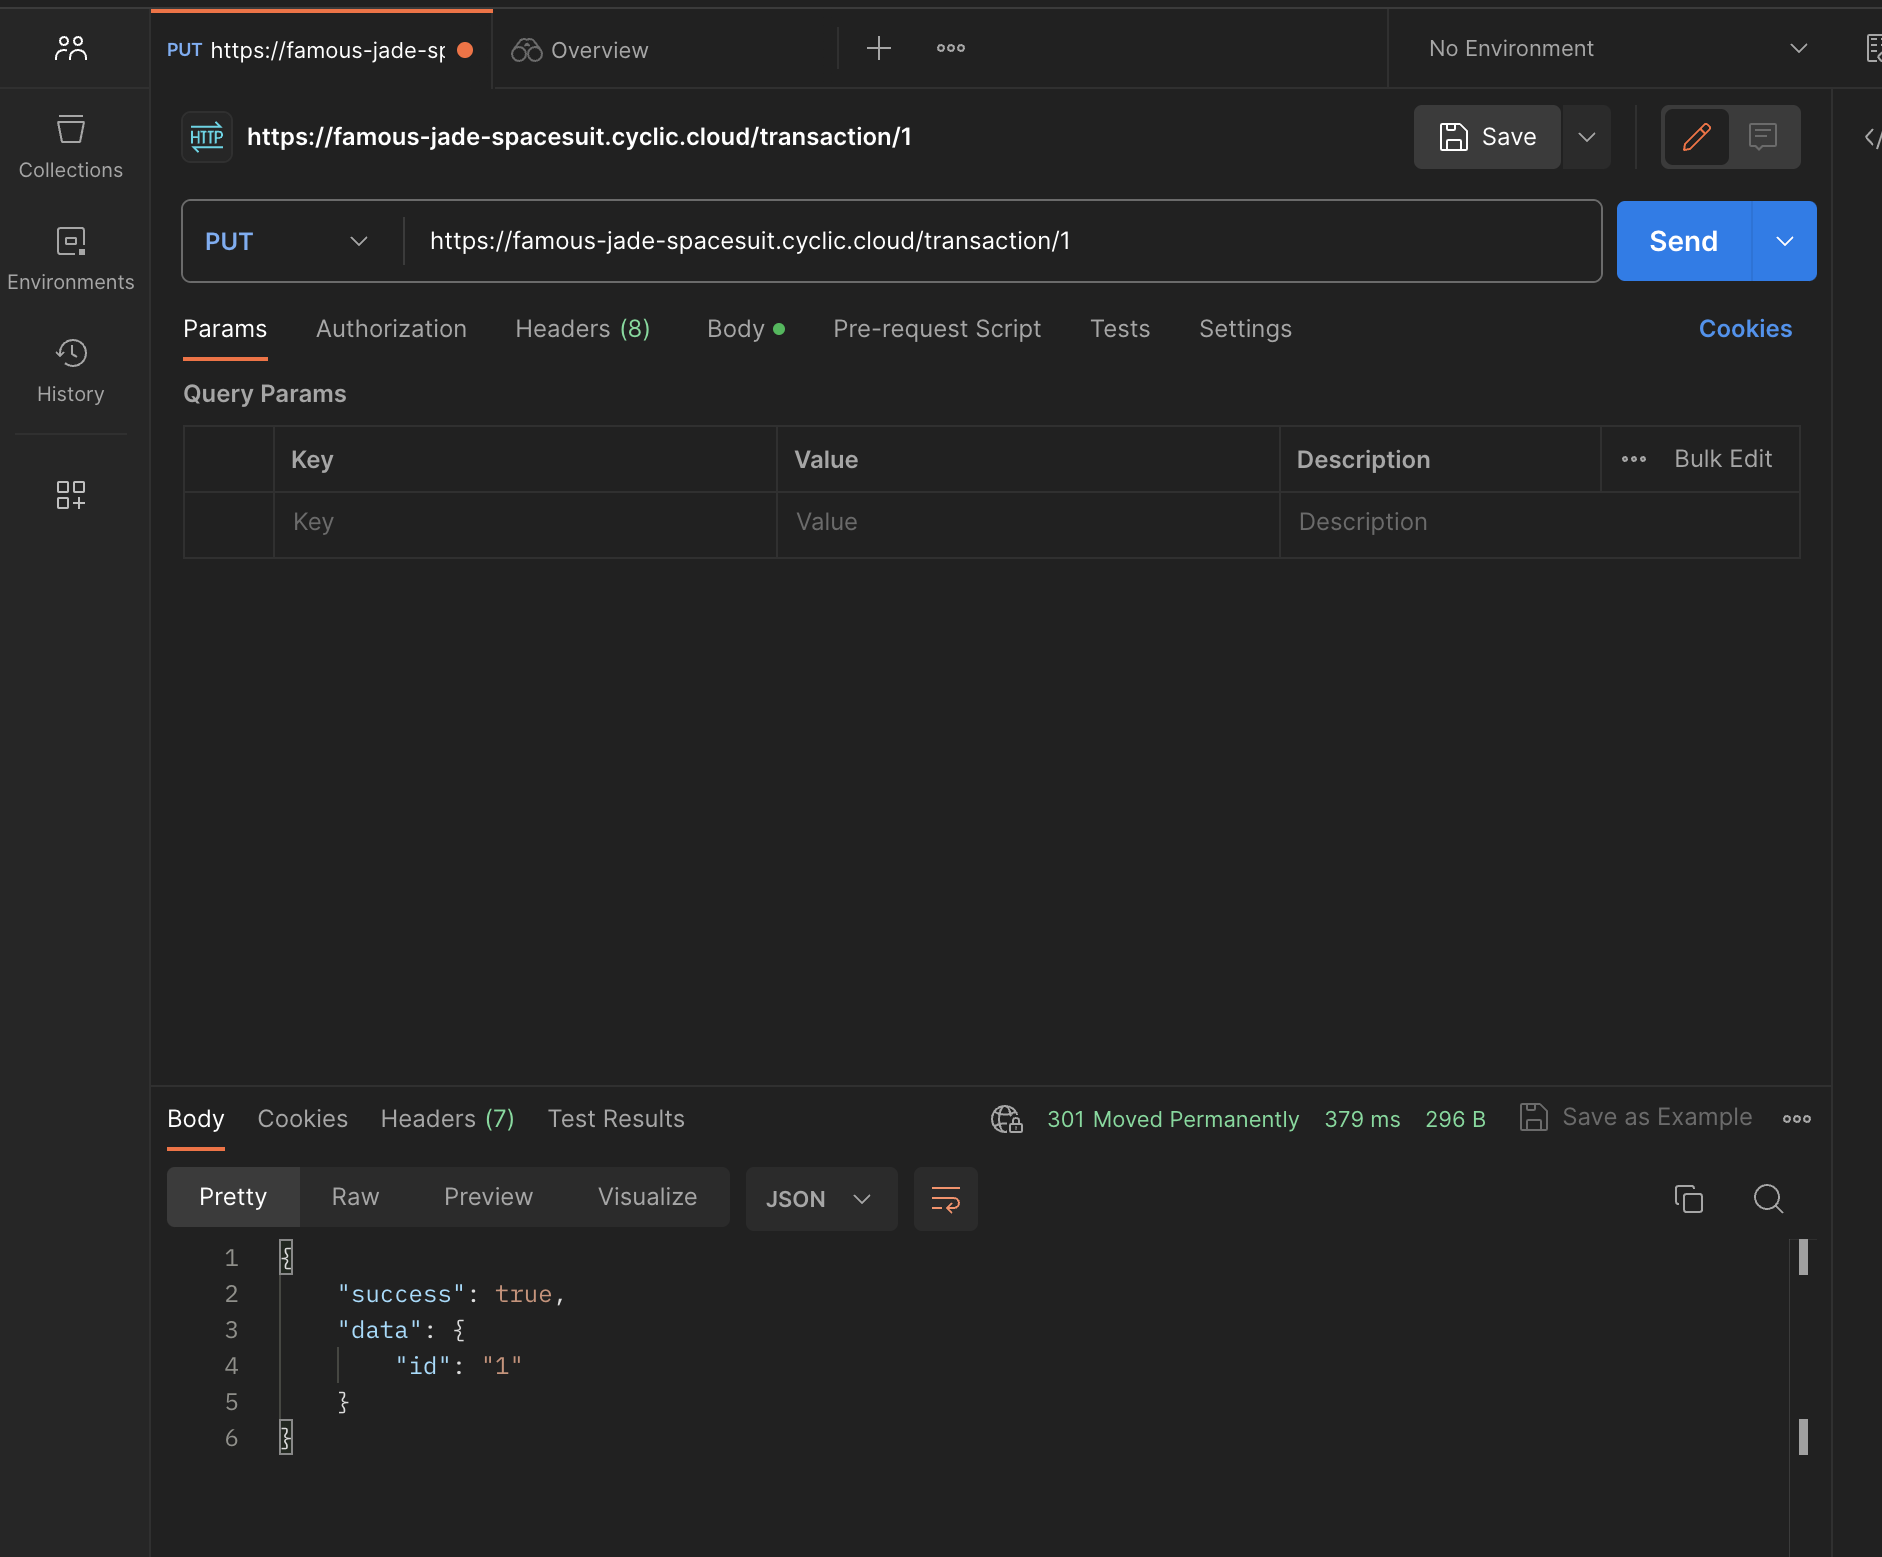 PUT https://famous-jade-sp
Overview
No Environment
Collections
Environments
History
HTTP https://famous-jade-spacesuit.cyclic.cloud/transaction/1
Save
PUT https://famous-jade-spacesuit.cyclic.cloud/transaction/1
Send
Params Authorization Headers (8) Body Pre-request Script Tests Settings Cookies
Query Params
Key Value Description Bulk Edit
Key Value Description
Body Cookies Headers (7) Test Results 301 Moved Permanently 379 ms 296 B Save as Example
Pretty Raw Preview Visualize JSON
1 {
2 "success": true,
3 "data": {
4 "id": "1"
5 }
6 }